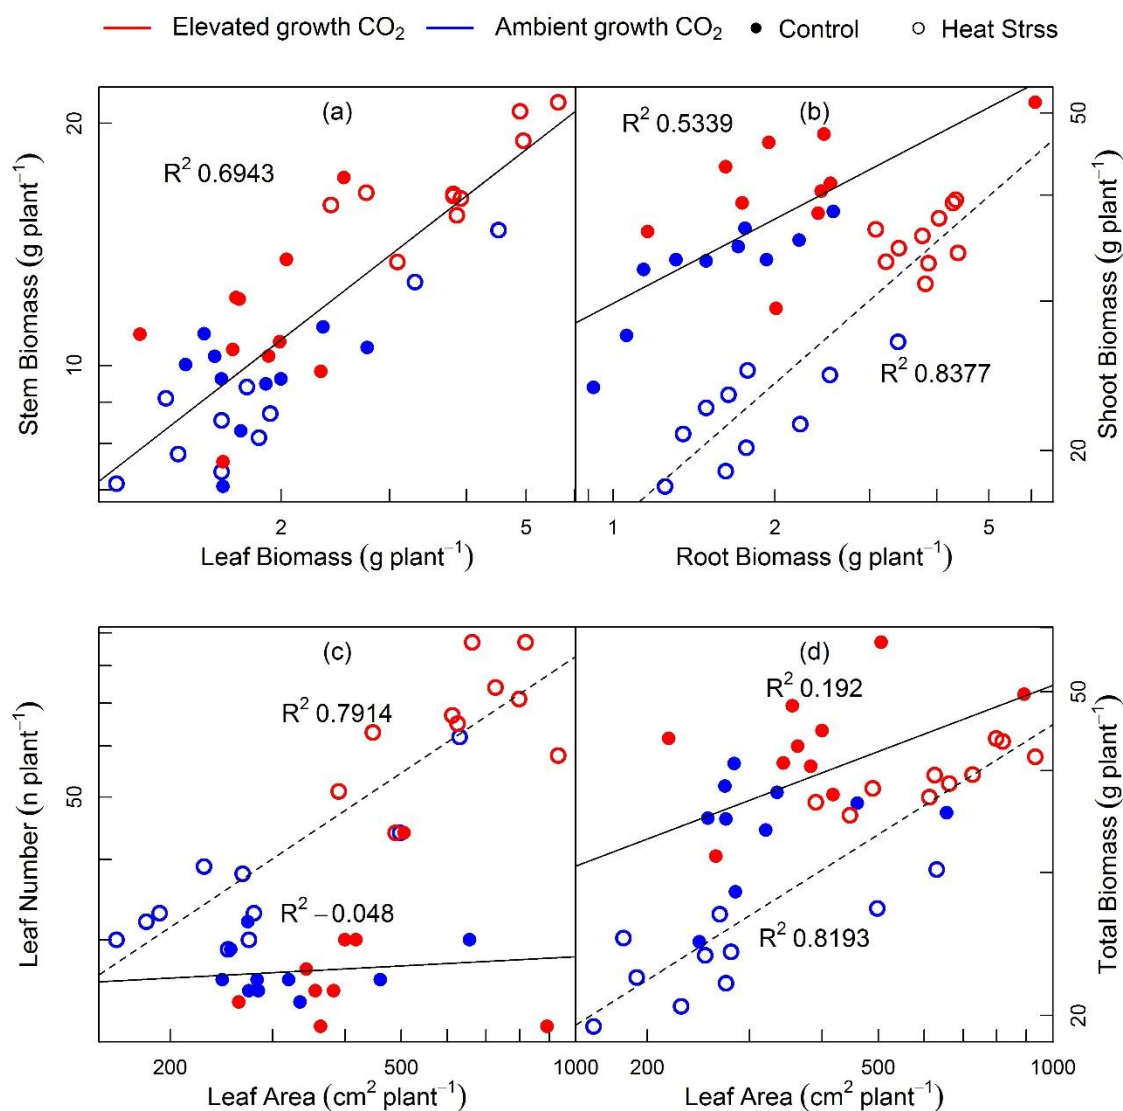 Elevated growth CO₂ Ambient growth CO₂ Control Heat Strss
(a) (b)
R² 0.6943 R² 0.5339
R² 0.8377
Stem Biomass (g plant⁻¹)
20
10
Shoot Biomass (g plant⁻¹)
50
20
2 5 1 2 5
Leaf Biomass (g plant⁻¹) Root Biomass (g plant⁻¹)
(c) (d)
R² 0.7914 R² 0.192
R² −0.048 R² 0.8193
Leaf Number (n plant⁻¹)
50
Total Biomass (g plant⁻¹)
50
20
200 500 1000 200 500 1000
Leaf Area (cm² plant⁻¹) Leaf Area (cm² plant⁻¹)